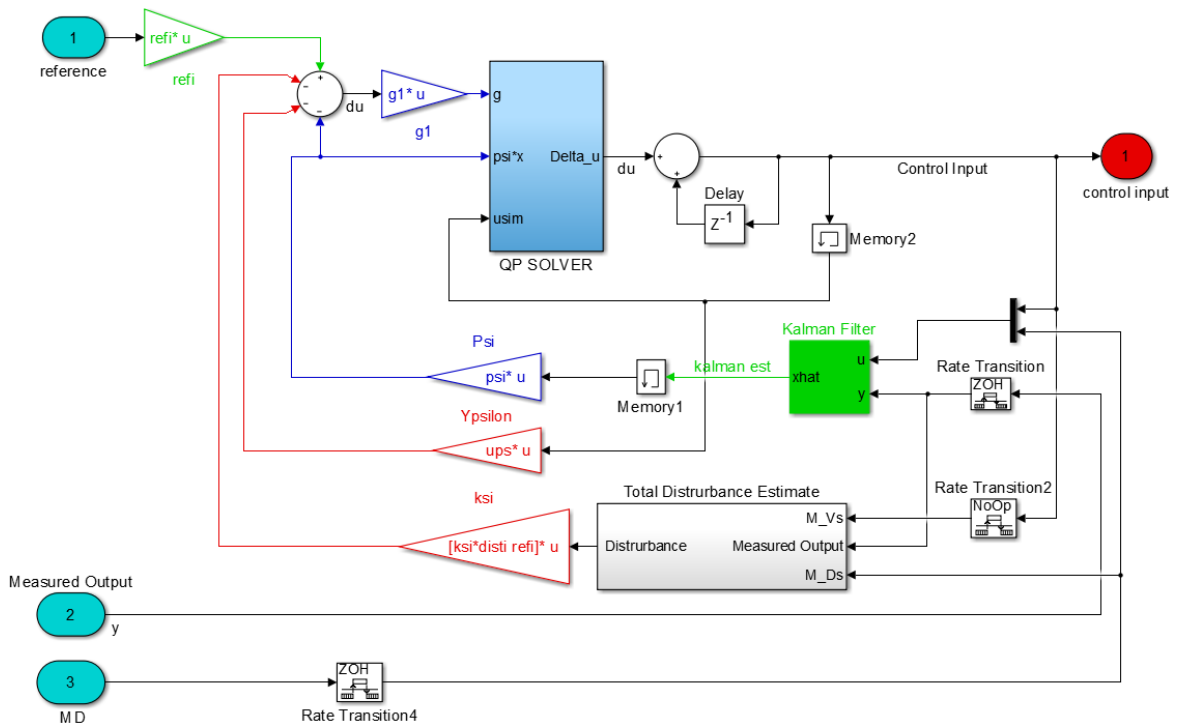 1
reference
refi* u
refi
+
-
-
-
du
g1* u
g1
g
psi*x
usim
Delta_u
QP SOLVER
du
+
+
Delay
Z-1
Control Input
1
control input
Memory2
Psi
psi* u
Memory1
kalman est
Kalman Filter
xhat
u
y
Rate Transition
ZOH
Ypsilon
ups* u
ksi
[ksi*disti refi]* u
Total Distrurbance Estimate
Distrurbance
M_Vs
Measured Output
M_Ds
Rate Transition2
NoOp
Measured Output
2
y
3
MD
ZOH
Rate Transition4